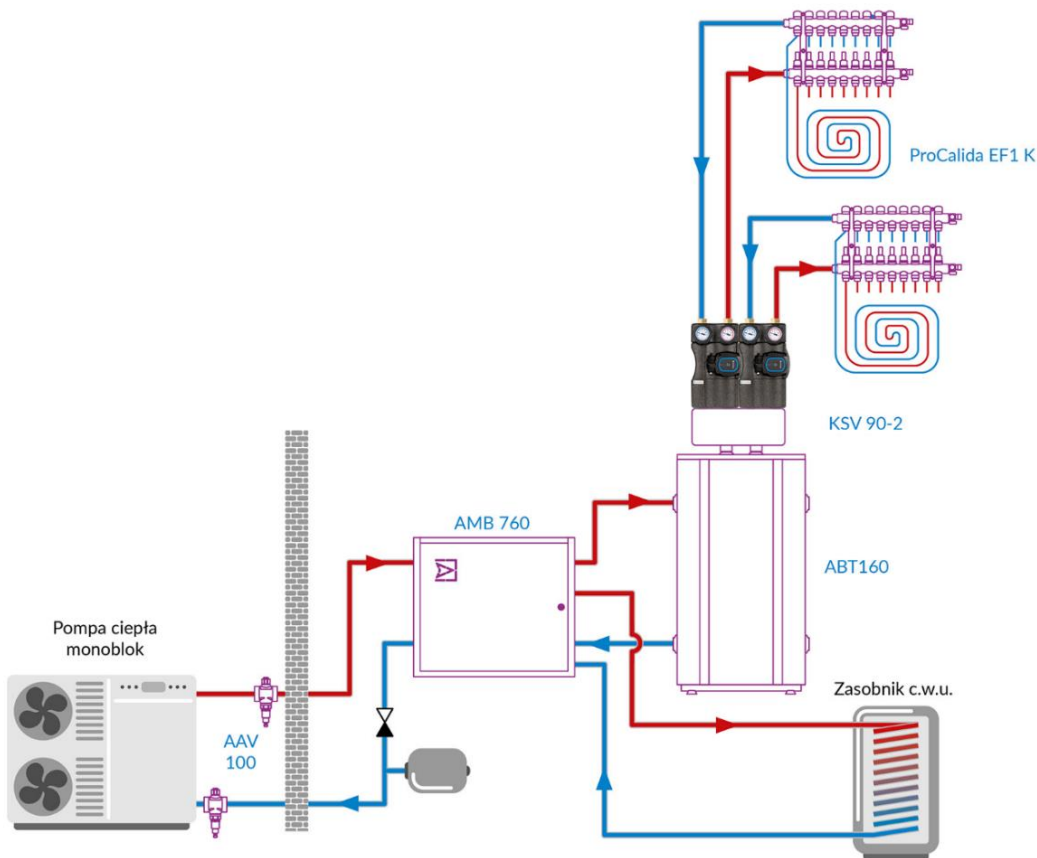 ProCalida EF1 K
KSV 90-2
AMB 760
ABT160
Pompa ciepła
monoblok
Zasobnik c.w.u.
AAV
100